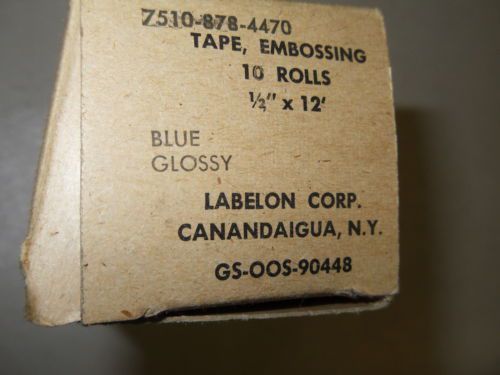 7510-878-4470
TAPE, EMBOSSING
10 ROLLS
½" x 12'
BLUE
GLOSSY
LABELON CORP.
CANANDAIGUA, N.Y.
GS-OOS-90448